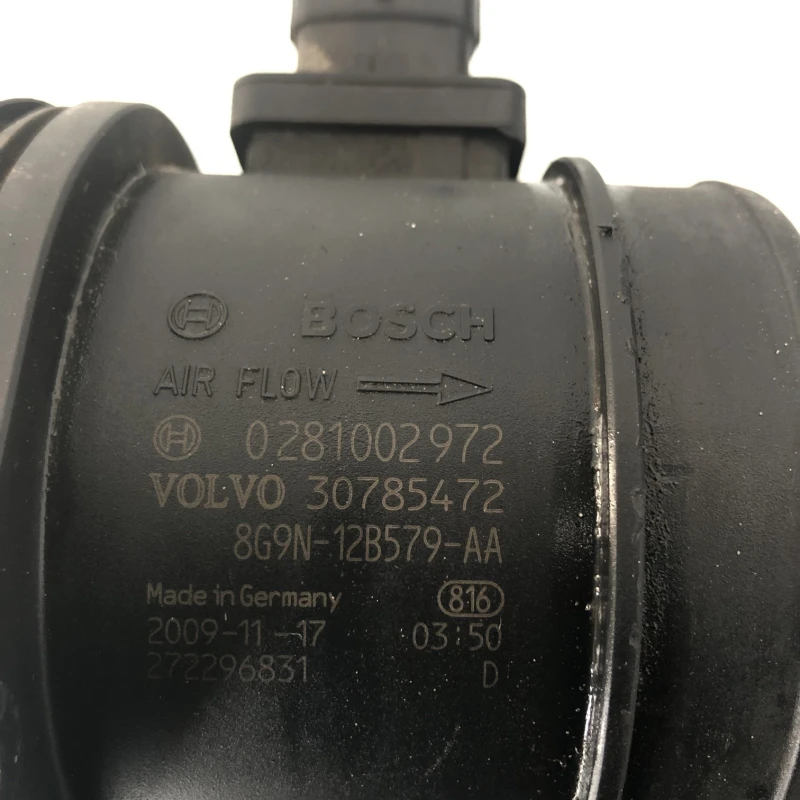 BOSCH
AIR FLOW
0281002972
VOLVO 30785472
8G9N-12B579-AA
Made in Germany 816
2009-11-17 03:50
272296831 D